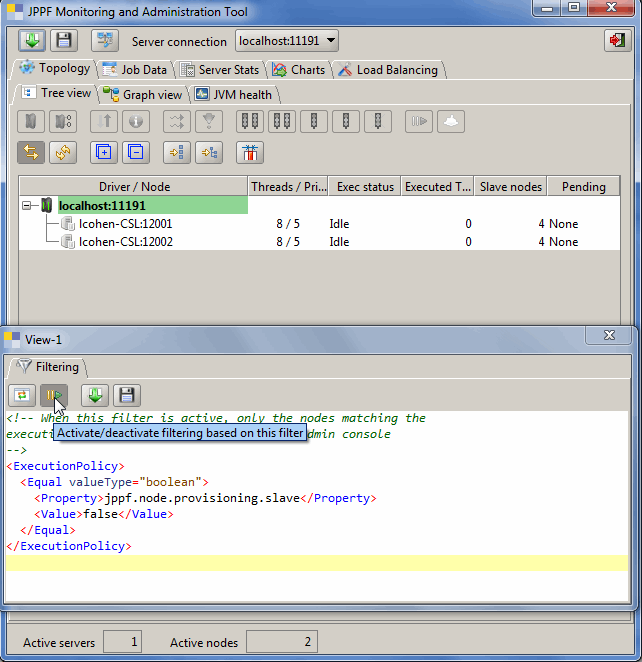 JPPF Monitoring and Administration Tool
Server connection localhost:11191
Topology Job Data Server Stats Charts Load Balancing
Tree view Graph view JVM health
Driver / Node Threads / Pri... Exec status Executed T... Slave nodes Pending
localhost:11191
lcohen-CSL:12001 8 / 5 Idle 0 4 None
lcohen-CSL:12002 8 / 5 Idle 0 4 None
View-1
Filtering
<!-- When this filter is active, only the nodes matching the
Activate/deactivate filtering based on this filter
-->
<ExecutionPolicy>
<Equal valueType="boolean">
<Property>jppf.node.provisioning.slave</Property>
<Value>false</Value>
</Equal>
</ExecutionPolicy>
Active servers 1 Active nodes 2